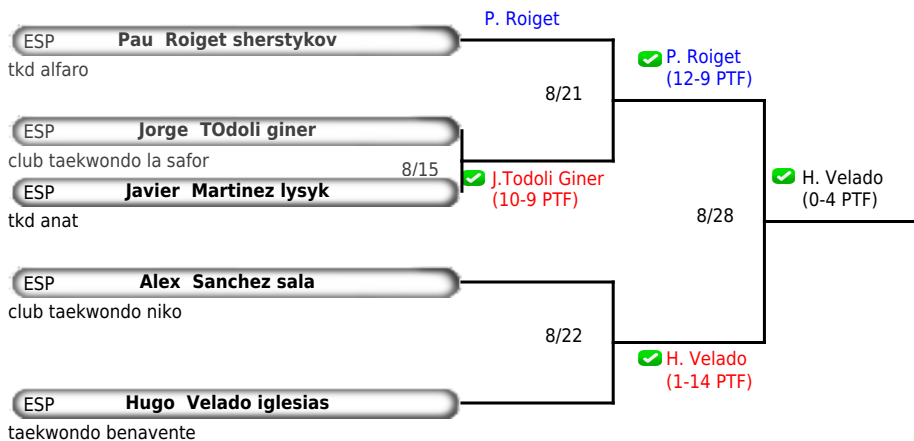 P. Roiget
ESP Pau Roiget sherstykov
tkd alfaro
P. Roiget
(12-9 PTF)
8/21
ESP Jorge TOdoli giner
club taekwondo la safor
8/15
J.Todoli Giner
(10-9 PTF)
ESP Javier Martinez lysyk
tkd anat
H. Velado
(0-4 PTF)
8/28
ESP Alex Sanchez sala
club taekwondo niko
8/22
H. Velado
(1-14 PTF)
ESP Hugo Velado iglesias
taekwondo benavente